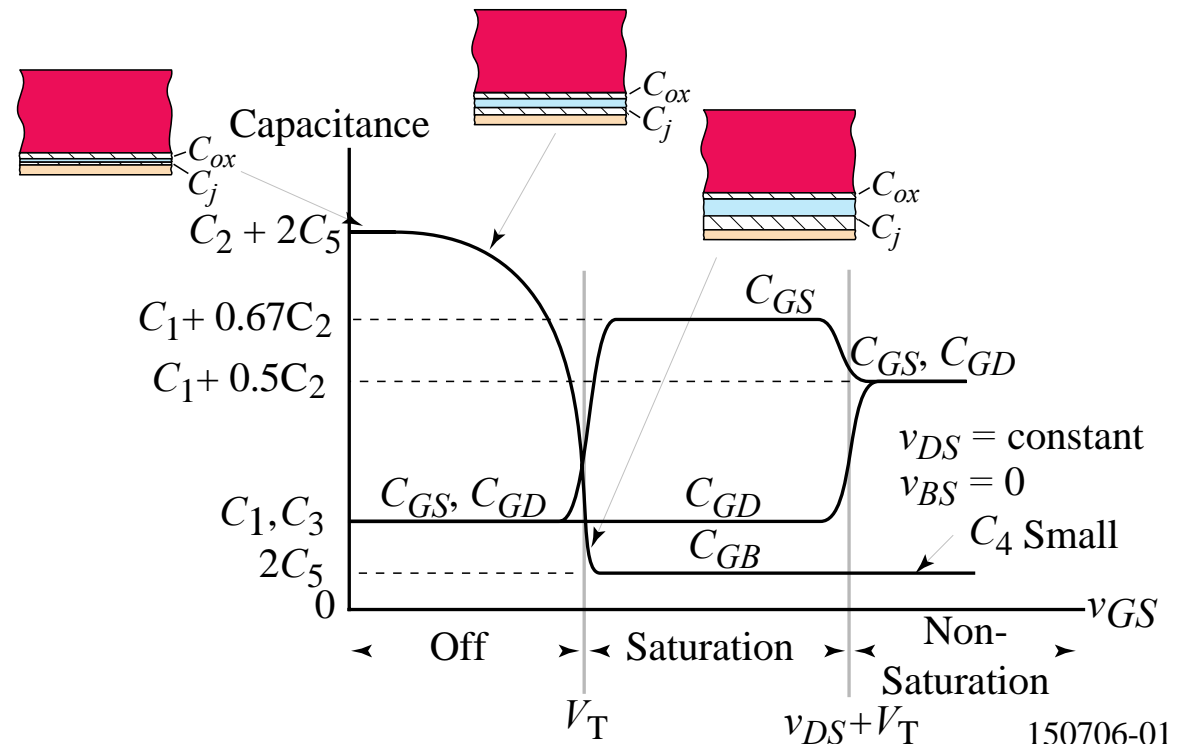 Capacitance
C_ox
C_j
C_ox
C_j
C_ox
C_j
C_2 + 2C_5
C_1 + 0.67C_2
C_1 + 0.5C_2
C_1, C_3
2C_5
0
C_GS
C_GS, C_GD
C_GS, C_GD
C_GD
C_GB
v_DS = constant
v_BS = 0
C_4 Small
v_GS
Off
Saturation
Non-
Saturation
V_T
v_DS+V_T
150706-01